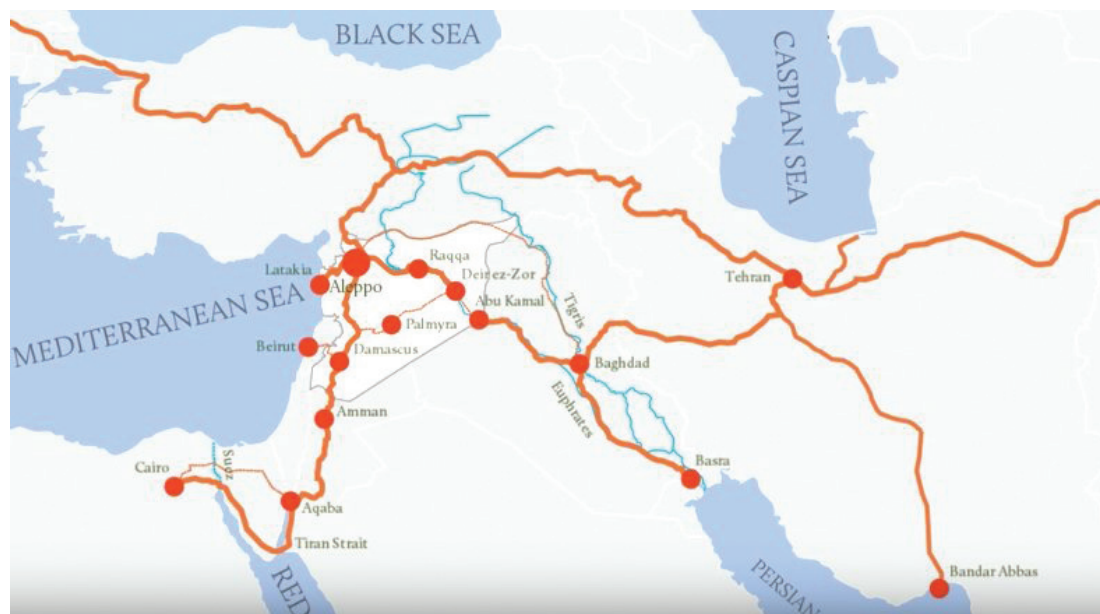 BLACK SEA
CASPIAN SEA
MEDITERRANEAN SEA
Latakia
Aleppo
Raqqa
Deir ez-Zor
Abu Kamal
Palmyra
Beirut
Damascus
Amman
Tigris
Baghdad
Euphrates
Tehran
Cairo
Suez
Aqaba
Tiran Strait
RED
Basra
PERSIAN
Bandar Abbas